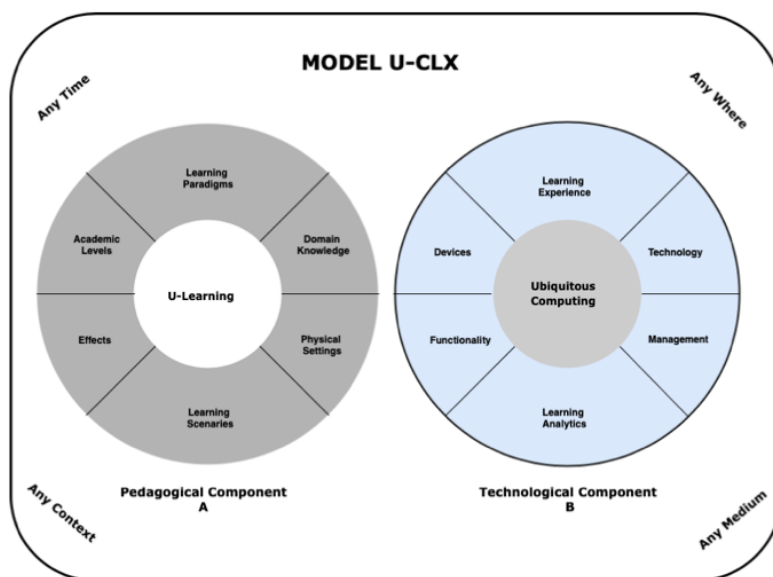 MODEL U-CLX
Any Time
Any Where
Learning
Paradigms
Academic
Levels
Domain
Knowledge
U-Learning
Effects
Physical
Settings
Learning
Scenaries
Pedagogical Component
A
Learning
Experience
Devices
Technology
Ubiquitous
Computing
Functionality
Management
Learning
Analytics
Technological Component
B
Any Context
Any Medium